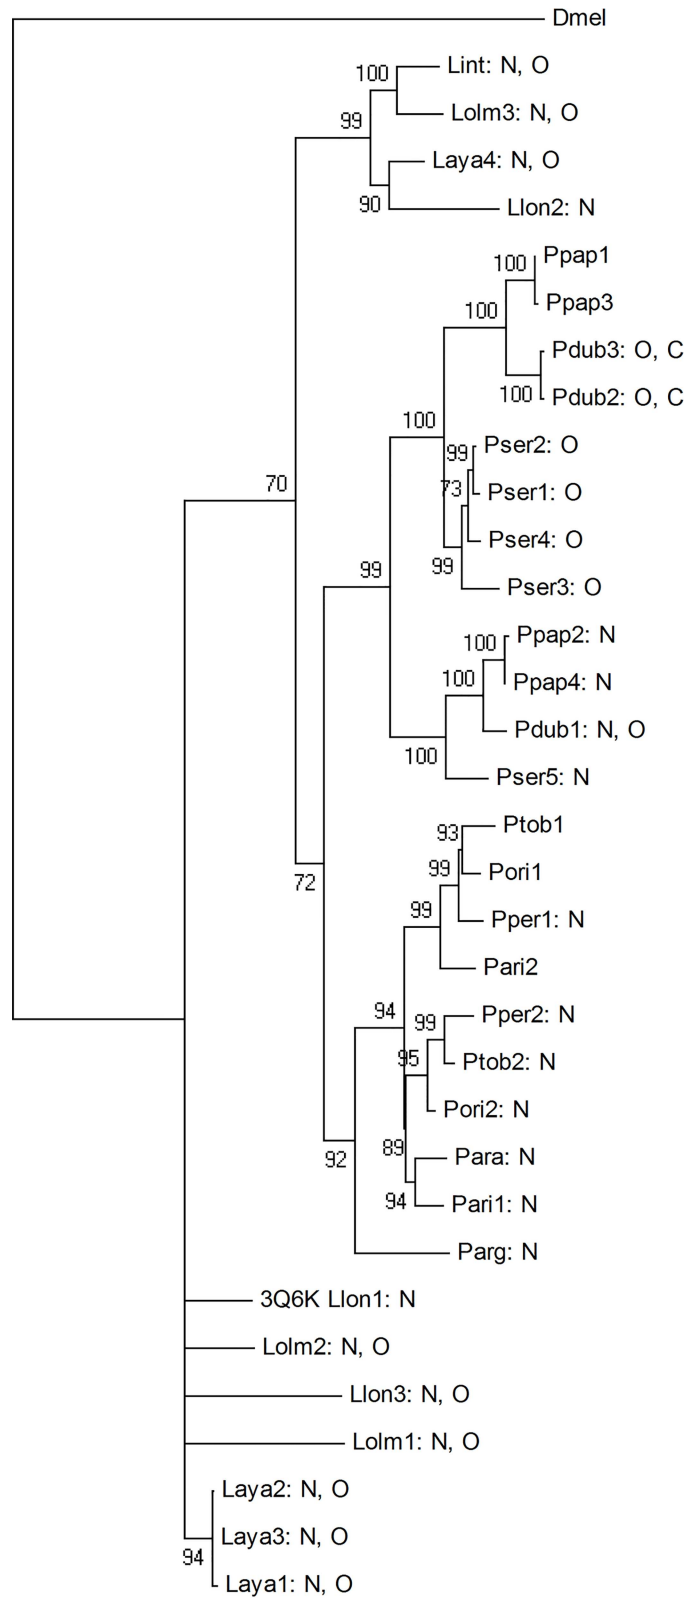 Dmel
100
Lint: N, O
Lolm3: N, O
99
Laya4: N, O
90
Llon2: N
100
Ppap1
Ppap3
100
Pdub3: O, C
100
Pdub2: O, C
100
99
Pser2: O
73
Pser1: O
Pser4: O
99
Pser3: O
70
99
100
Ppap2: N
100
Ppap4: N
Pdub1: N, O
100
Pser5: N
93
Ptob1
99
Pori1
72
99
Pper1: N
Pari2
94
99
Pper2: N
95
Ptob2: N
Pori2: N
89
92
Para: N
94
Pari1: N
Parg: N
3Q6K Llon1: N
Lolm2: N, O
Llon3: N, O
Lolm1: N, O
Laya2: N, O
Laya3: N, O
94
Laya1: N, O